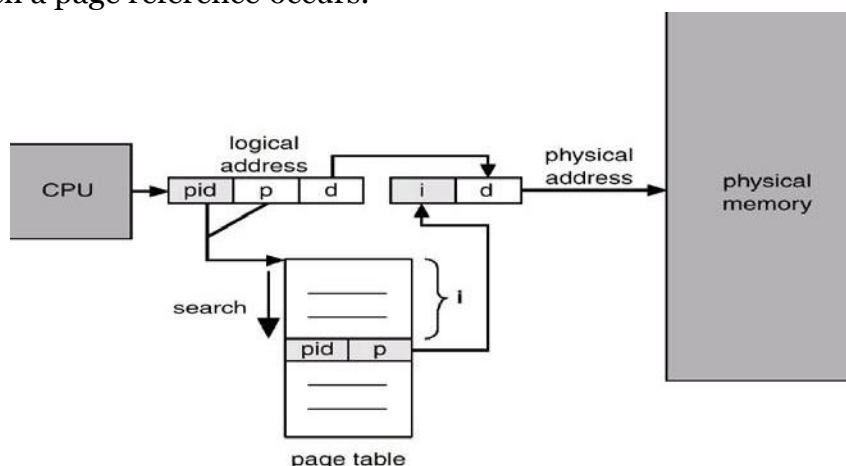 a page reference occurs.
logical
address
physical
address
CPU
pid p d
i d
physical
memory
search
i
pid p
page table